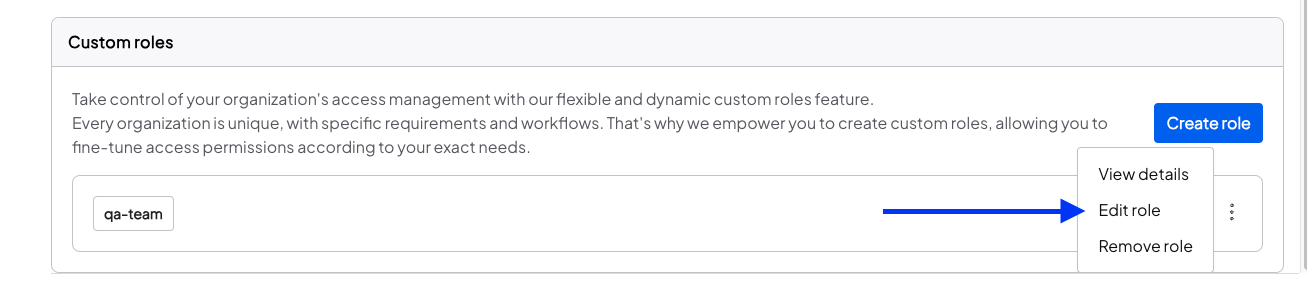 Custom roles
Take control of your organization's access management with our flexible and dynamic custom roles feature.
Every organization is unique, with specific requirements and workflows. That's why we empower you to create custom roles, allowing you to
fine-tune access permissions according to your exact needs.
Create role
View details
qa-team
Edit role
Remove role